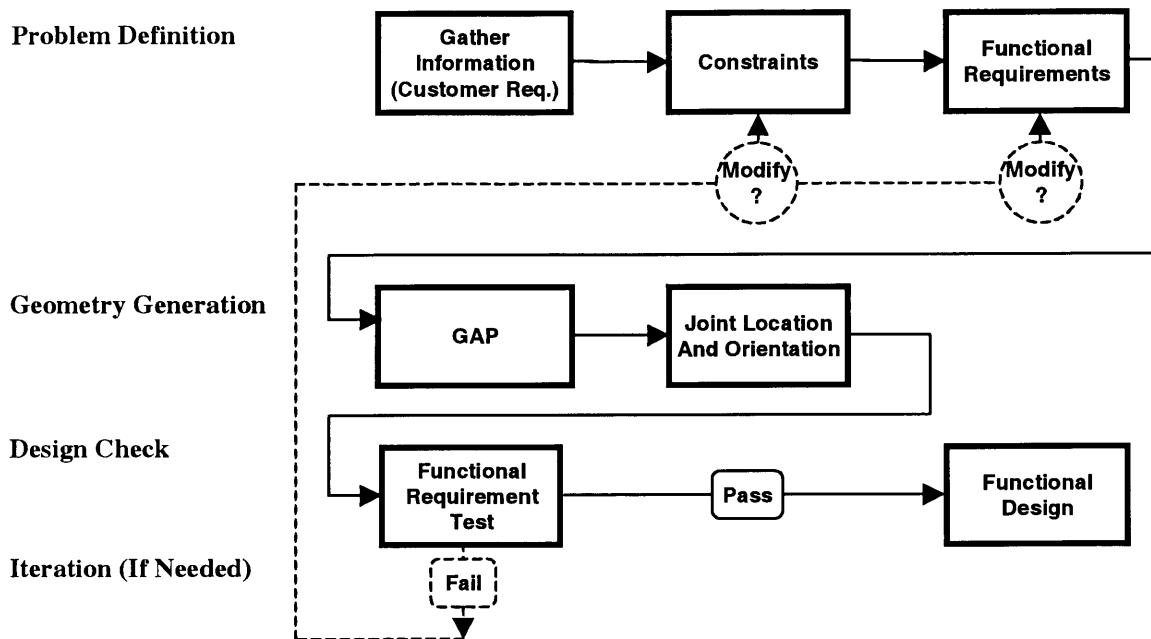 Problem Definition
Gather
Information
(Customer Req.)
Constraints
Functional
Requirements
Modify
?
Modify
?
Geometry Generation
GAP
Joint Location
And Orientation
Design Check
Functional
Requirement
Test
Pass
Functional
Design
Iteration (If Needed)
Fail